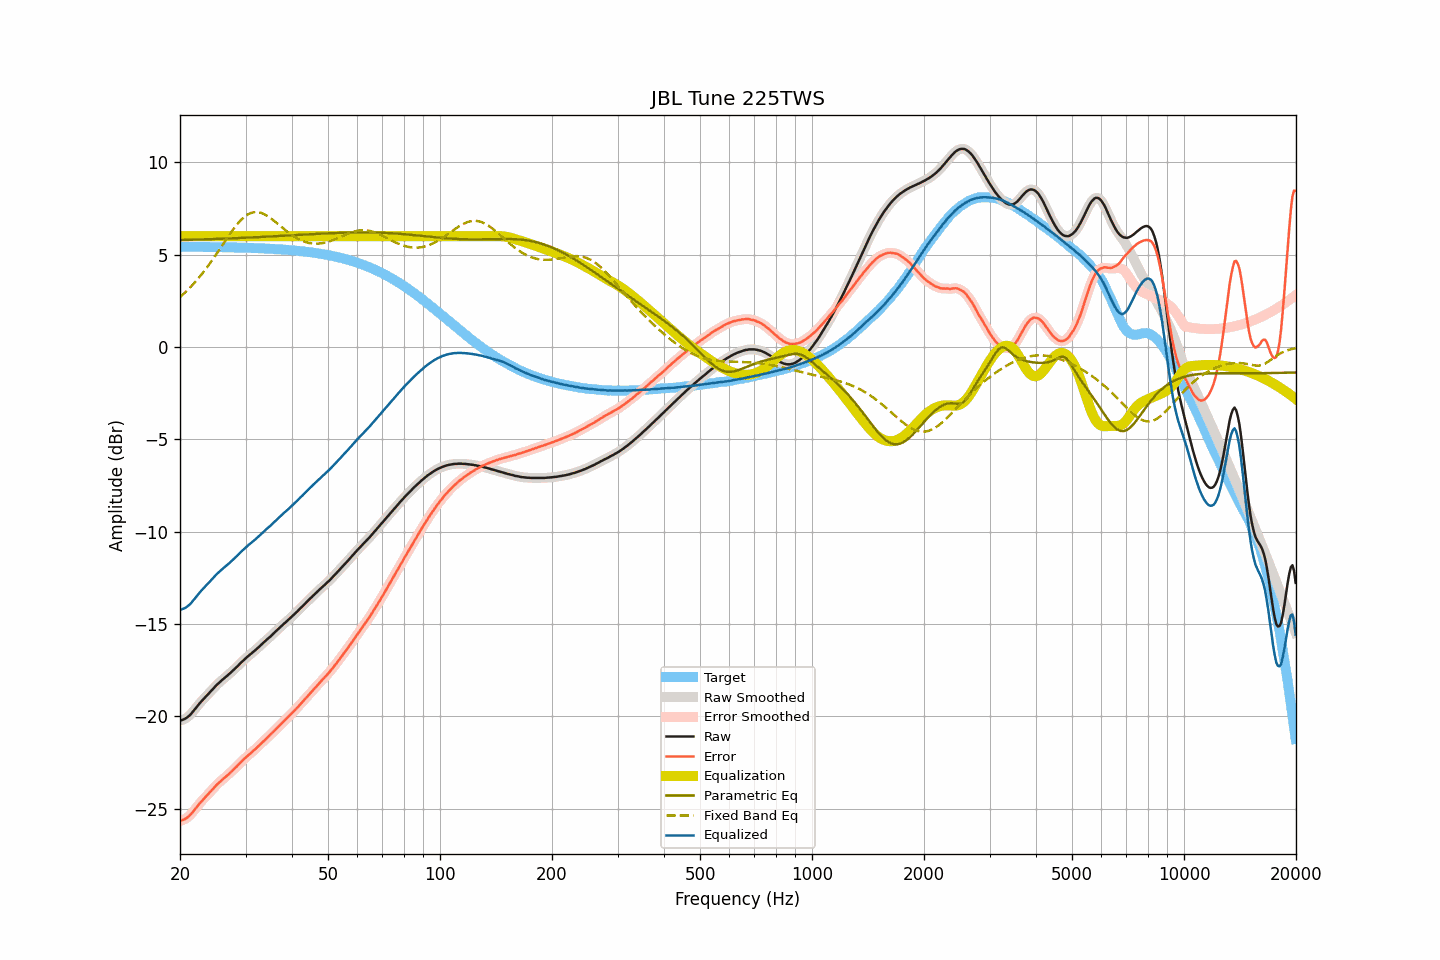 JBL Tune 225TWS
10
5
0
−5
−10
−15
−20
−25
Amplitude (dBr)
Target
Raw Smoothed
Error Smoothed
Raw
Error
Equalization
Parametric Eq
Fixed Band Eq
Equalized
20 50 100 200 500 1000 2000 5000 10000 20000
Frequency (Hz)